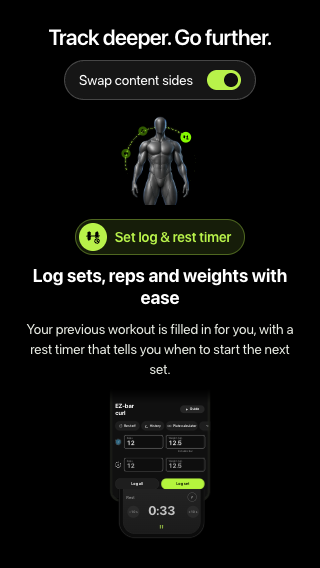 Track deeper. Go further.
Swap content sides
Set log & rest timer
Log sets, reps and weights with
ease
Your previous workout is filled in for you, with a
rest timer that tells you when to start the next
set.
EZ-bar
curl
Guide
History
Plate calculator
12
12.5
12
12.5
Log all
Log set
Rest
0:33